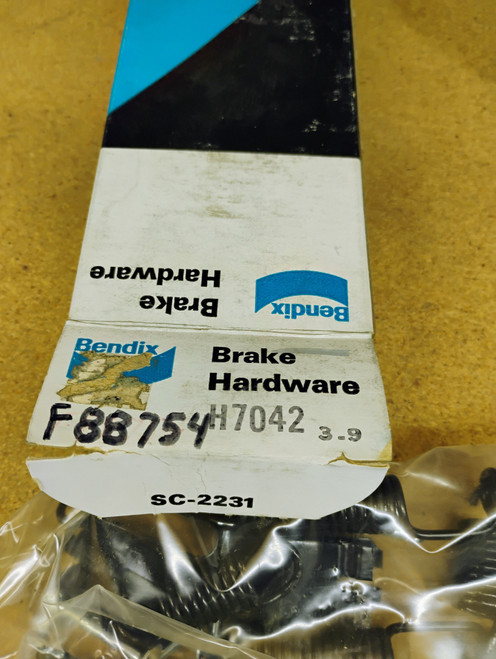 Brake
Hardware
Bendix
Bendix
Brake
Hardware
F88754
H7042 3-9
SC-2231